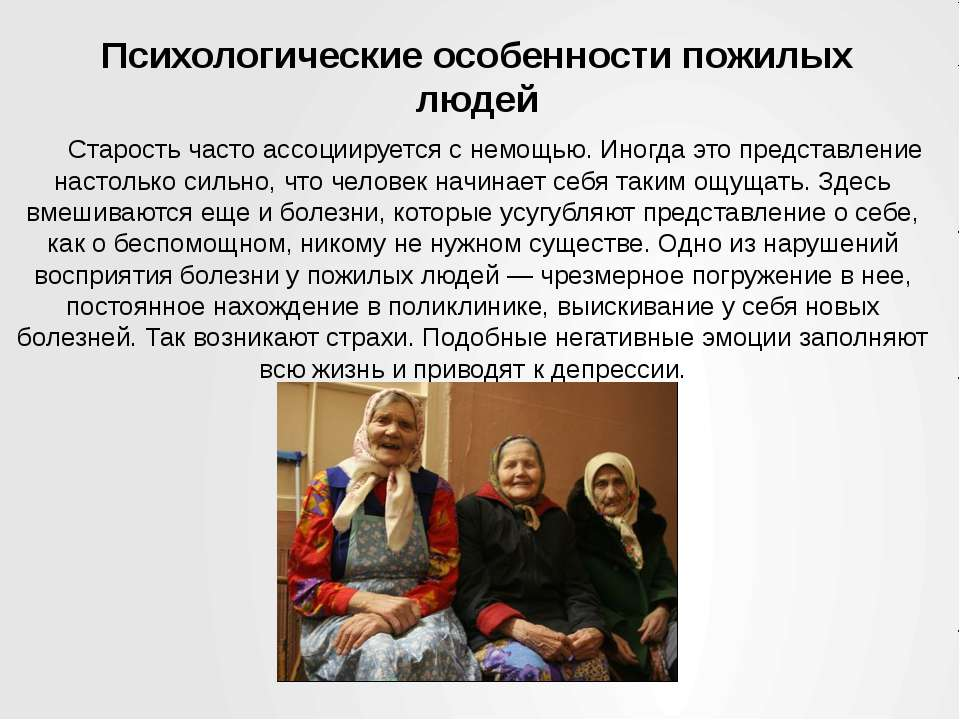 Психологические особенности пожилых
людей
Старость часто ассоциируется с немощью. Иногда это представление
настолько сильно, что человек начинает себя таким ощущать. Здесь
вмешиваются еще и болезни, которые усугубляют представление о себе,
как о беспомощном, никому не нужном существе. Одно из нарушений
восприятия болезни у пожилых людей — чрезмерное погружение в нее,
постоянное нахождение в поликлинике, выискивание у себя новых
болезней. Так возникают страхи. Подобные негативные эмоции заполняют
всю жизнь и приводят к депрессии.